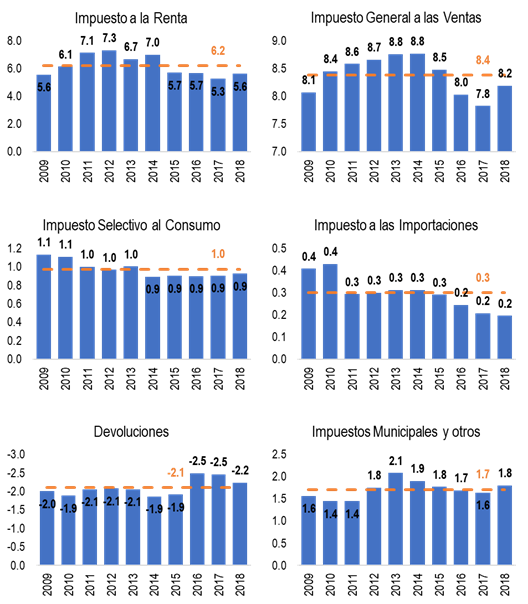 Impuesto a la Renta
8.0
6.0
4.0
2.0
0.0
5.6 6.1 7.1 7.3 6.7 7.0 5.7 5.7 5.3 5.6
6.2
2009 2010 2011 2012 2013 2014 2015 2016 2017 2018
Impuesto General a las Ventas
9.0
8.5
8.0
7.5
7.0
8.1 8.4 8.6 8.7 8.8 8.8 8.5 8.0 7.8 8.2
8.4
2009 2010 2011 2012 2013 2014 2015 2016 2017 2018
Impuesto Selectivo al Consumo
1.2
1.0
0.8
0.6
0.4
0.2
0.0
1.1 1.1 1.0 1.0 1.0 0.9 0.9 0.9 0.9 0.9
1.0
2009 2010 2011 2012 2013 2014 2015 2016 2017 2018
Impuesto a las Importaciones
0.5
0.4
0.3
0.2
0.1
0.0
0.4 0.4 0.3 0.3 0.3 0.3 0.3 0.2 0.2 0.2
0.3
2009 2010 2011 2012 2013 2014 2015 2016 2017 2018
Devoluciones
-3.0
-2.5
-2.0
-1.5
-1.0
-0.5
0.0
-2.0 -1.9 -2.1 -2.1 -2.1 -1.9 -1.9 -2.5 -2.5 -2.2
-2.1
2009 2010 2011 2012 2013 2014 2015 2016 2017 2018
Impuestos Municipales y otros
2.5
2.0
1.5
1.0
0.5
0.0
1.6 1.4 1.4 1.8 2.1 1.9 1.8 1.7 1.6 1.8
1.7
2009 2010 2011 2012 2013 2014 2015 2016 2017 2018